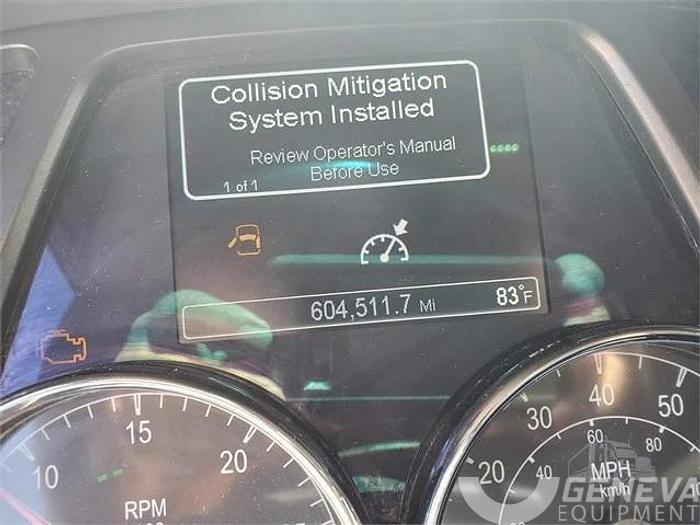 Collision Mitigation
System Installed
Review Operator's Manual
Before Use
1 of 1
604,511.7 MI 83°F
10 15 20
RPM
20 30 40 50
40 60 80
MPH
km/h
GENEVA
EQUIPMENT